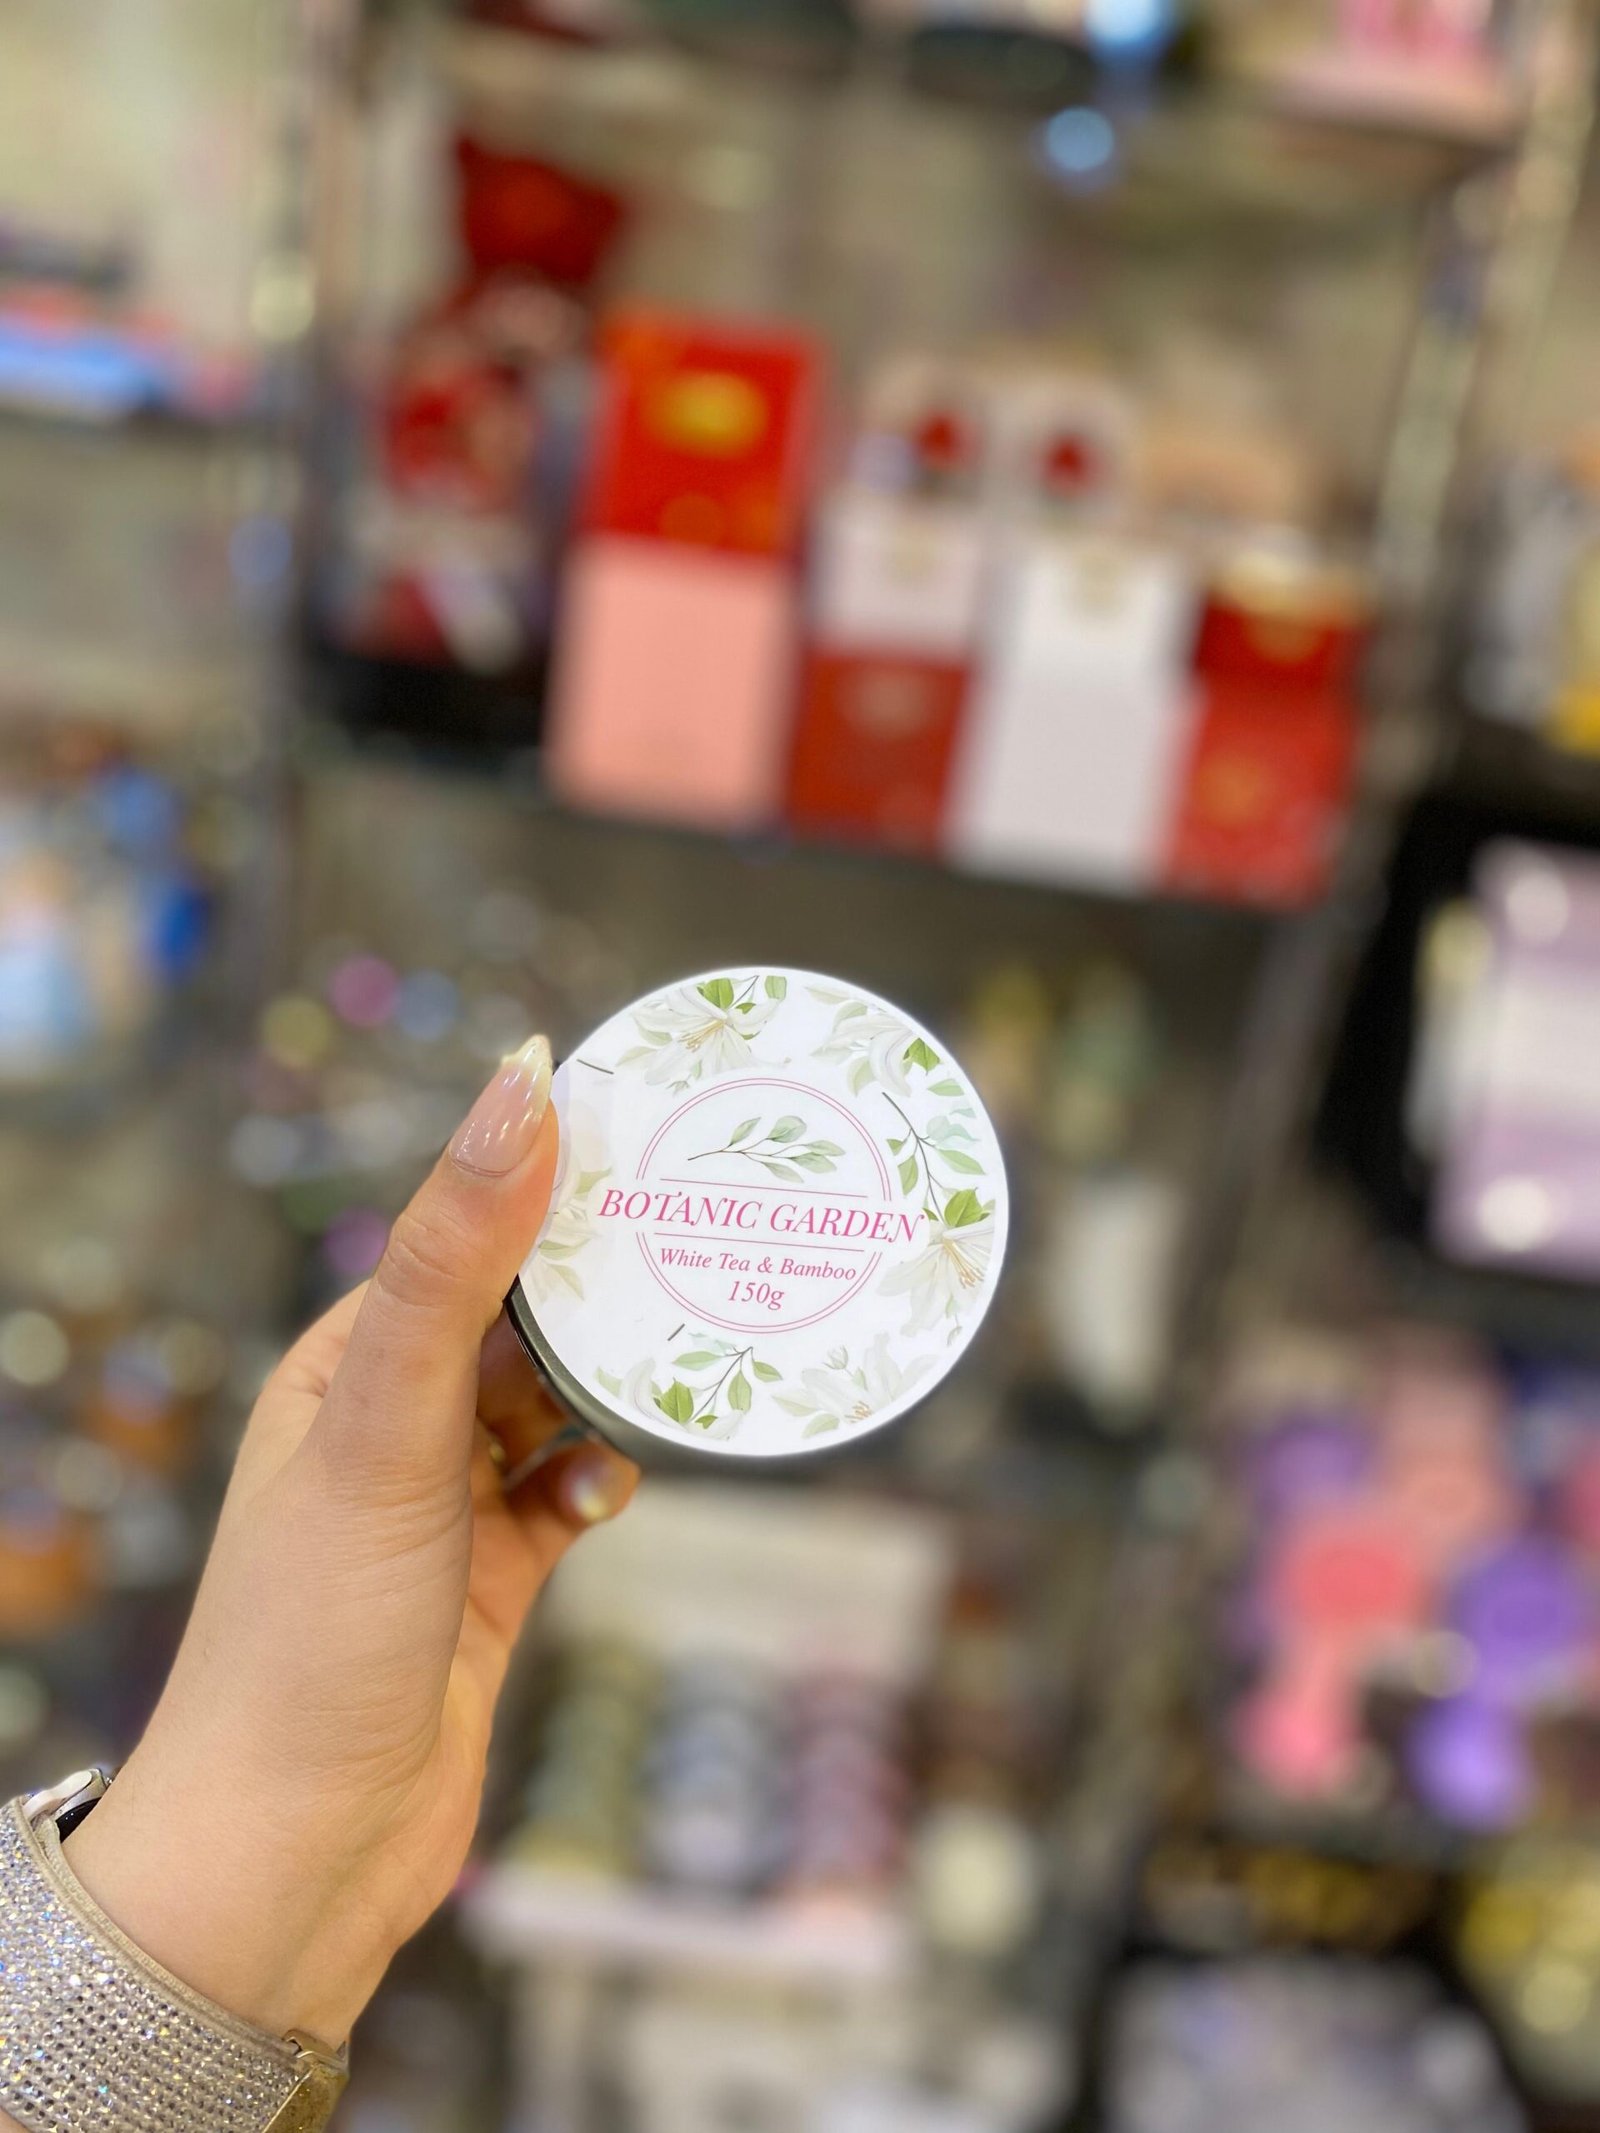 BOTANIC GARDEN
White Tea & Bamboo
150g